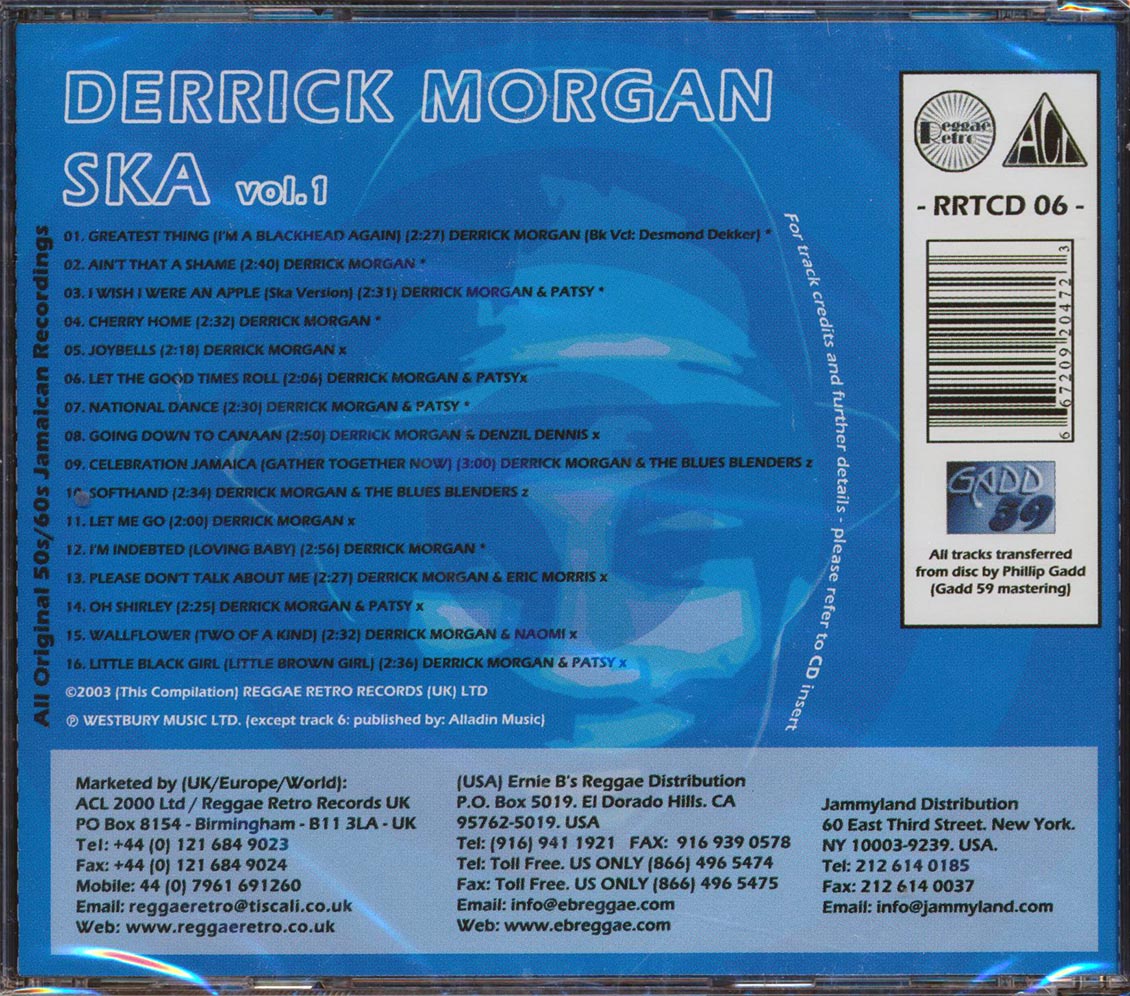 DERRICK MORGAN
SKA vol.1
01. GREATEST THING (I'M A BLACKHEAD AGAIN) (2:27) DERRICK MORGAN (Bk Vcl: Desmond Dekker) *
02. AIN'T THAT A SHAME (2:40) DERRICK MORGAN *
03. I WISH I WERE AN APPLE (Ska Version) (2:31) DERRICK MORGAN & PATSY *
04. CHERRY HOME (2:32) DERRICK MORGAN *
05. JOYBELLS (2:18) DERRICK MORGAN x
06. LET THE GOOD TIMES ROLL (2:06) DERRICK MORGAN & PATSYx
07. NATIONAL DANCE (2:30) DERRICK MORGAN & PATSY *
08. GOING DOWN TO CANAAN (2:50) DERRICK MORGAN & DENZIL DENNIS x
09. CELEBRATION JAMAICA (GATHER TOGETHER NOW) (3:00) DERRICK MORGAN & THE BLUES BLENDERS z
10. SOFTHAND (2:34) DERRICK MORGAN & THE BLUES BLENDERS z
11. LET ME GO (2:00) DERRICK MORGAN x
12. I'M INDEBTED (LOVING BABY) (2:56) DERRICK MORGAN *
13. PLEASE DON'T TALK ABOUT ME (2:27) DERRICK MORGAN & ERIC MORRIS x
14. OH SHIRLEY (2:25) DERRICK MORGAN & PATSY x
15. WALLFLOWER (TWO OF A KIND) (2:32) DERRICK MORGAN & NAOMI x
16. LITTLE BLACK GIRL (LITTLE BROWN GIRL) (2:36) DERRICK MORGAN & PATSY x
©2003 (This Compilation) REGGAE RETRO RECORDS (UK) LTD
℗ WESTBURY MUSIC LTD. (except track 6: published by: Alladin Music)
All Original 50s/60s Jamaican Recordings
For track credits and further details - please refer to CD insert
Reggae
Retro
ACL
- RRTCD 06 -
6 67209 20472 3
GADD
59
All tracks transferred
from disc by Phillip Gadd
(Gadd 59 mastering)
Marketed by (UK/Europe/World):
ACL 2000 Ltd / Reggae Retro Records UK
PO Box 8154 - Birmingham - B11 3LA - UK
Tel: +44 (0) 121 684 9023
Fax: +44 (0) 121 684 9024
Mobile: 44 (0) 7961 691260
Email: reggaeretro@tiscali.co.uk
Web: www.reggaeretro.co.uk
(USA) Ernie B's Reggae Distribution
P.O. Box 5019. El Dorado Hills. CA
95762-5019. USA
Tel: (916) 941 1921 FAX: 916 939 0578
Tel: Toll Free. US ONLY (866) 496 5474
Fax: Toll Free. US ONLY (866) 496 5475
Email: info@ebreggae.com
Web: www.ebreggae.com
Jammyland Distribution
60 East Third Street. New York.
NY 10003-9239. USA.
Tel: 212 614 0185
Fax: 212 614 0037
Email: info@jammyland.com